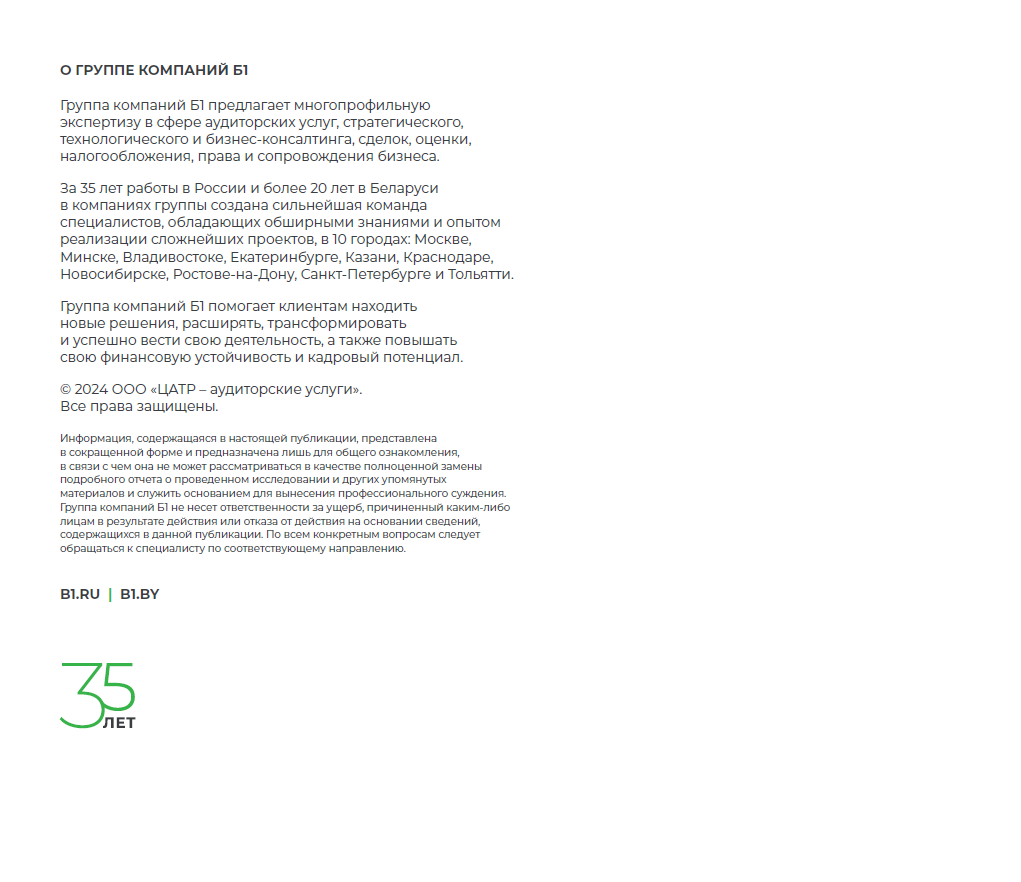 О ГРУППЕ КОМПАНИЙ Б1
Группа компаний Б1 предлагает многопрофильную
экспертизу в сфере аудиторских услуг, стратегического,
технологического и бизнес-консалтинга, сделок, оценки,
налогообложения, права и сопровождения бизнеса.
За 35 лет работы в России и более 20 лет в Беларуси
в компаниях группы создана сильнейшая команда
специалистов, обладающих обширными знаниями и опытом
реализации сложнейших проектов, в 10 городах: Москве,
Минске, Владивостоке, Екатеринбурге, Казани, Краснодаре,
Новосибирске, Ростове-на-Дону, Санкт-Петербурге и Тольятти.
Группа компаний Б1 помогает клиентам находить
новые решения, расширять, трансформировать
и успешно вести свою деятельность, а также повышать
свою финансовую устойчивость и кадровый потенциал.
© 2024 ООО «ЦАТР – аудиторские услуги».
Все права защищены.
Информация, содержащаяся в настоящей публикации, представлена
в сокращенной форме и предназначена лишь для общего ознакомления,
в связи с чем она не может рассматриваться в качестве полноценной замены
подробного отчета о проведенном исследовании и других упомянутых
материалов и служить основанием для вынесения профессионального суждения.
Группа компаний Б1 не несет ответственности за ущерб, причиненный каким-либо
лицам в результате действия или отказа от действия на основании сведений,
содержащихся в данной публикации. По всем конкретным вопросам следует
обращаться к специалисту по соответствующему направлению.
B1.RU | B1.BY
35
ЛЕТ